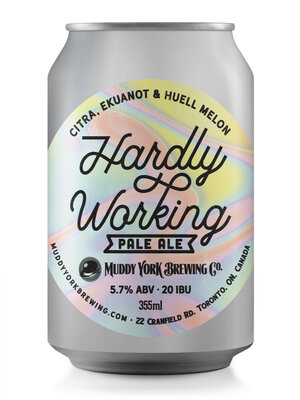 CITRA, EKUANOT & HUELL MELON
Hardly
Working
PALE ALE
MUDDY YORK BREWING CO.
5.7% ABV · 20 IBU
355ml
MUDDYYORKBREWING.COM · 22 CRANFIELD RD. TORONTO. ON. CANADA